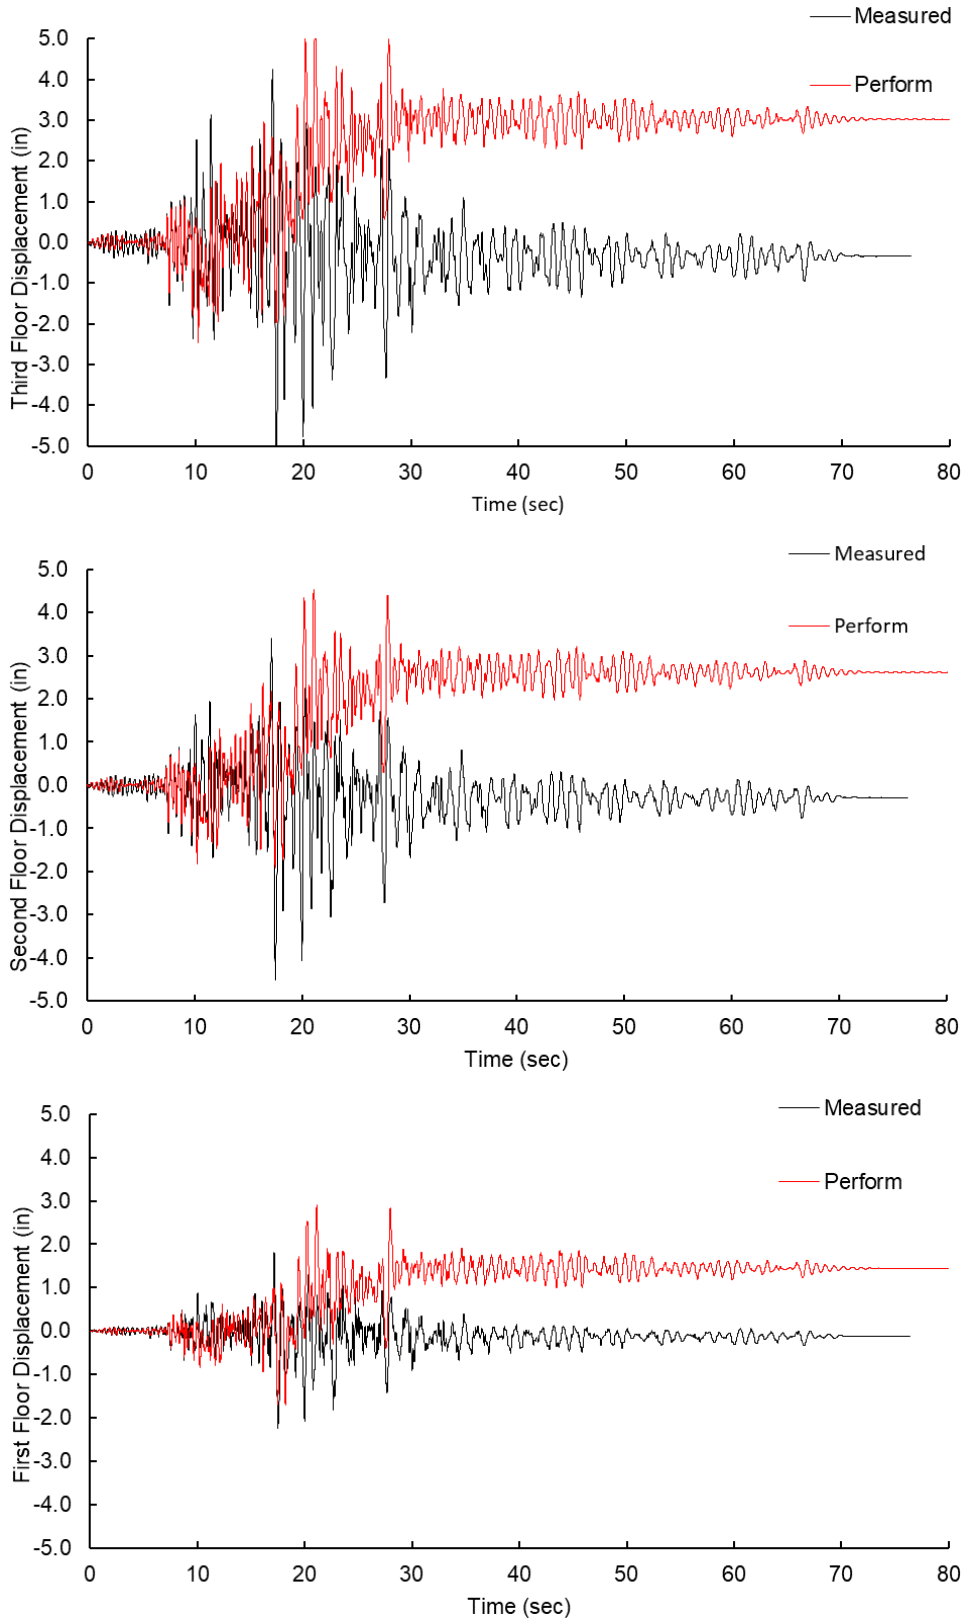 Measured
Perform
5.0
4.0
3.0
2.0
1.0
0.0
-1.0
-2.0
-3.0
-4.0
-5.0
Third Floor Displacement (in)
0 10 20 30 40 50 60 70 80
Time (sec)
Measured
Perform
5.0
4.0
3.0
2.0
1.0
0.0
-1.0
-2.0
-3.0
-4.0
-5.0
Second Floor Displacement (in)
0 10 20 30 40 50 60 70 80
Time (sec)
Measured
Perform
5.0
4.0
3.0
2.0
1.0
0.0
-1.0
-2.0
-3.0
-4.0
-5.0
First Floor Displacement (in)
0 10 20 30 40 50 60 70 80
Time (sec)